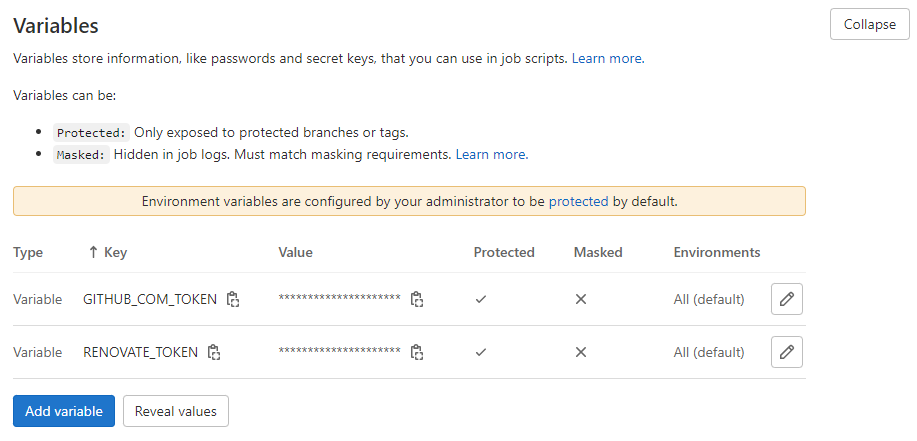 Variables
Collapse
Variables store information, like passwords and secret keys, that you can use in job scripts. Learn more.
Variables can be:
• Protected: Only exposed to protected branches or tags.
• Masked: Hidden in job logs. Must match masking requirements. Learn more.
Environment variables are configured by your administrator to be protected by default.
Type ↑ Key Value Protected Masked Environments
Variable GITHUB_COM_TOKEN ********************* ✓ ✕ All (default)
Variable RENOVATE_TOKEN ********************* ✓ ✕ All (default)
Add variable Reveal values